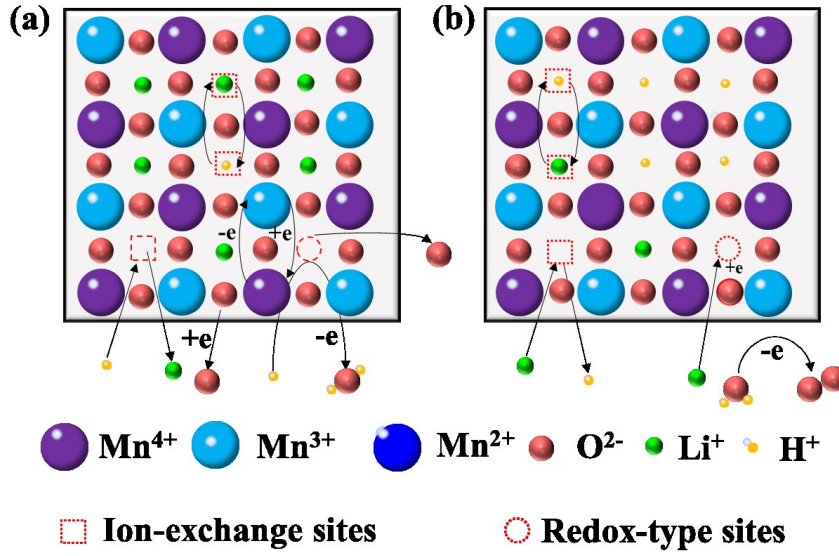 (a)
(b)
-e
+e
+e
+e
-e
-e
Mn⁴⁺ Mn³⁺ Mn²⁺ O²⁻ Li⁺ H⁺
Ion-exchange sites Redox-type sites